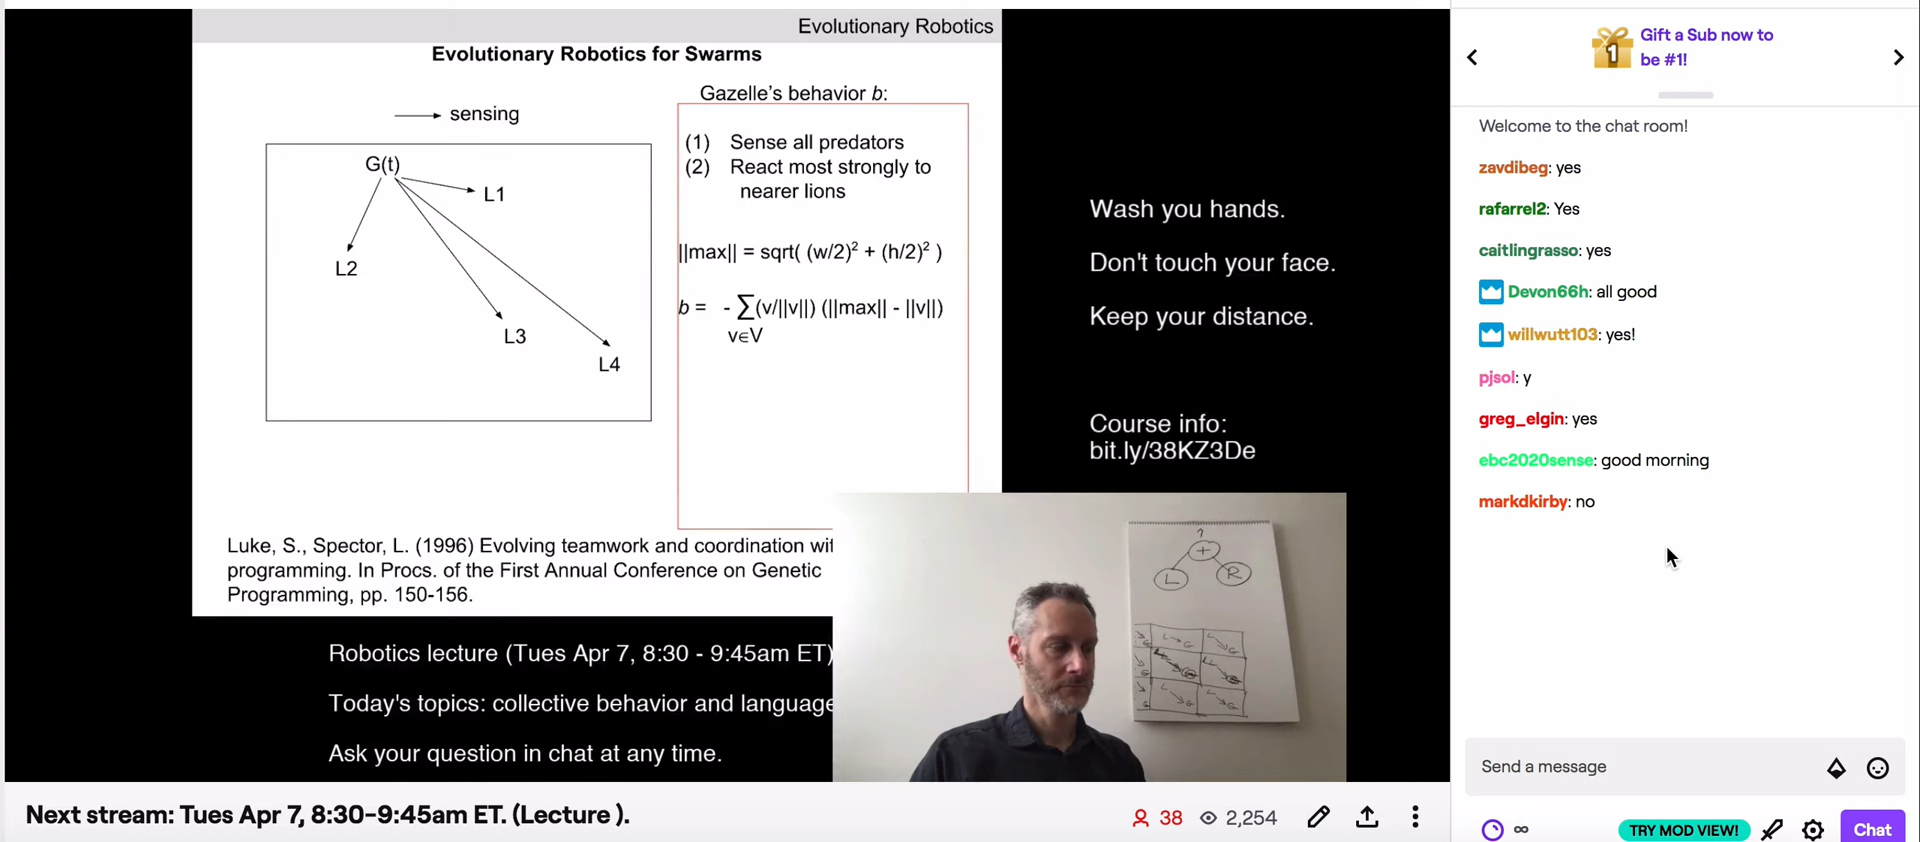 Evolutionary Robotics
Evolutionary Robotics for Swarms
sensing
G(t)
L1
L2
L3
L4
Gazelle's behavior b:
(1) Sense all predators
(2) React most strongly to
nearer lions
||max|| = sqrt( (w/2)² + (h/2)² )
b = - ∑(v/||v||) (||max|| - ||v||)
v∈V
Luke, S., Spector, L. (1996) Evolving teamwork and coordination wit
programming. In Procs. of the First Annual Conference on Genetic
Programming, pp. 150-156.
Wash you hands.
Don't touch your face.
Keep your distance.
Course info:
bit.ly/38KZ3De
Robotics lecture (Tues Apr 7, 8:30 - 9:45am ET)
Today's topics: collective behavior and language
Ask your question in chat at any time.
?
+
L R
Next stream: Tues Apr 7, 8:30-9:45am ET. (Lecture ).
38 2,254
1
Gift a Sub now to
be #1!
Welcome to the chat room!
zavdibeg: yes
rafarrel2: Yes
caitlingrasso: yes
Devon66h: all good
willwutt103: yes!
pjsol: y
greg_elgin: yes
ebc2020sense: good morning
markdkirby: no
Send a message
∞ TRY MOD VIEW! Chat